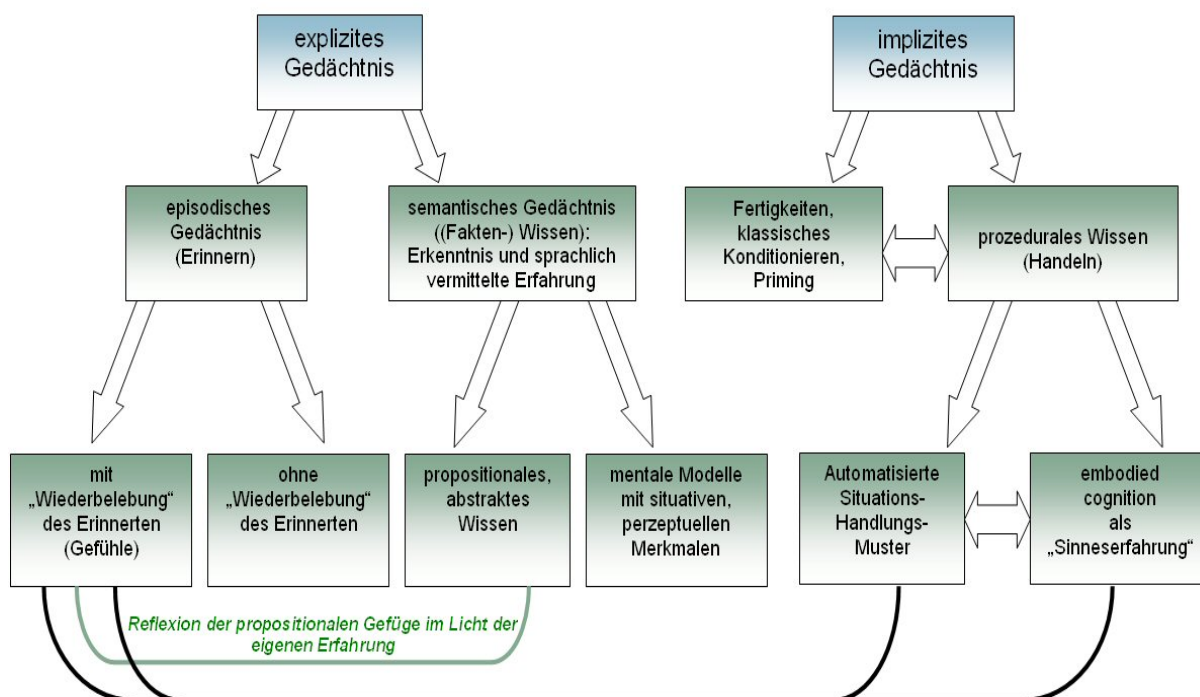 explizites
Gedächtnis
implizites
Gedächtnis
episodisches
Gedächtnis
(Erinnern)
semantisches Gedächtnis
((Fakten-) Wissen):
Erkenntnis und sprachlich
vermittelte Erfahrung
Fertigkeiten,
klassisches
Konditionieren,
Priming
prozedurales Wissen
(Handeln)
mit
„Wiederbelebung“
des Erinnerten
(Gefühle)
ohne
„Wiederbelebung“
des Erinnerten
propositionales,
abstraktes
Wissen
mentale Modelle
mit situativen,
perzeptuellen
Merkmalen
Automatisierte
Situations-
Handlungs-
Muster
embodied
cognition
als
„Sinneserfahrung“
Reflexion der propositionalen Gefüge im Licht der
eigenen Erfahrung